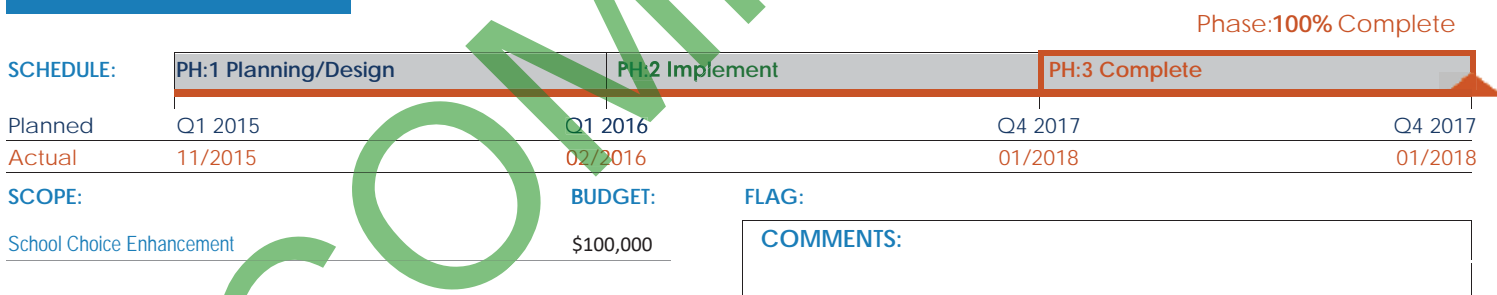 Phase:100% Complete
SCHEDULE: PH:1 Planning/Design PH:2 Implement PH:3 Complete
Planned Q1 2015 Q1 2016 Q4 2017 Q4 2017
Actual 11/2015 02/2016 01/2018 01/2018
SCOPE: BUDGET: FLAG:
School Choice Enhancement $100,000 COMMENTS: